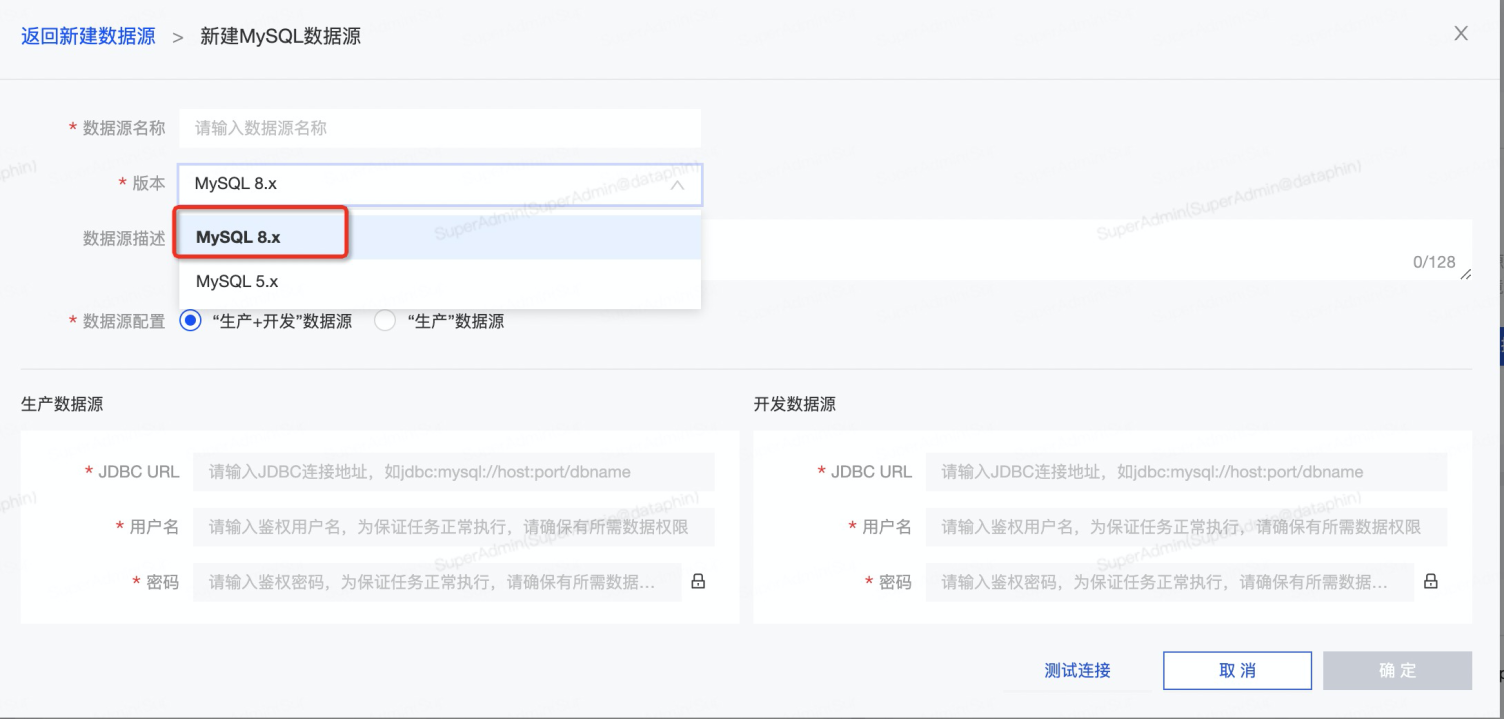 返回新建数据源 > 新建MySQL数据源
* 数据源名称 请输入数据源名称
* 版本 MySQL 8.x
MySQL 8.x
数据源描述
0/128
MySQL 5.x
* 数据源配置 “生产+开发”数据源 “生产”数据源
生产数据源
* JDBC URL 请输入JDBC连接地址，如jdbc:mysql://host:port/dbname
* 用户名 请输入鉴权用户名，为保证任务正常执行，请确保有所需数据权限
* 密码 请输入鉴权密码，为保证任务正常执行，请确保有所需数据...
开发数据源
* JDBC URL 请输入JDBC连接地址，如jdbc:mysql://host:port/dbname
* 用户名 请输入鉴权用户名，为保证任务正常执行，请确保有所需数据权限
* 密码 请输入鉴权密码，为保证任务正常执行，请确保有所需数据...
测试连接 取消 确定
SuperAdmin(SuperAdmin@dataphin)
SuperAdmin(SuperAdmin@dataphin)
SuperAdmin(SuperAdmin@dataphin)
SuperAdmin(SuperAdmin@dataphin)
phin)
phin)